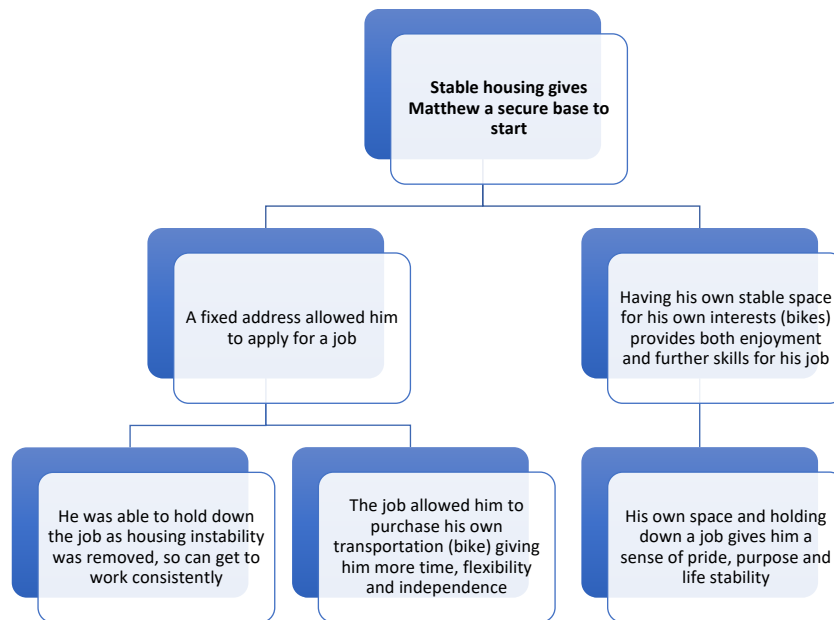 Stable housing gives
Matthew a secure base to
start
A fixed address allowed him
to apply for a job
Having his own stable space
for his own interests (bikes)
provides both enjoyment
and further skills for his job
He was able to hold down
the job as housing instability
was removed, so can get to
work consistently
The job allowed him to
purchase his own
transportation (bike) giving
him more time, flexibility
and independence
His own space and holding
down a job gives him a
sense of pride, purpose and
life stability